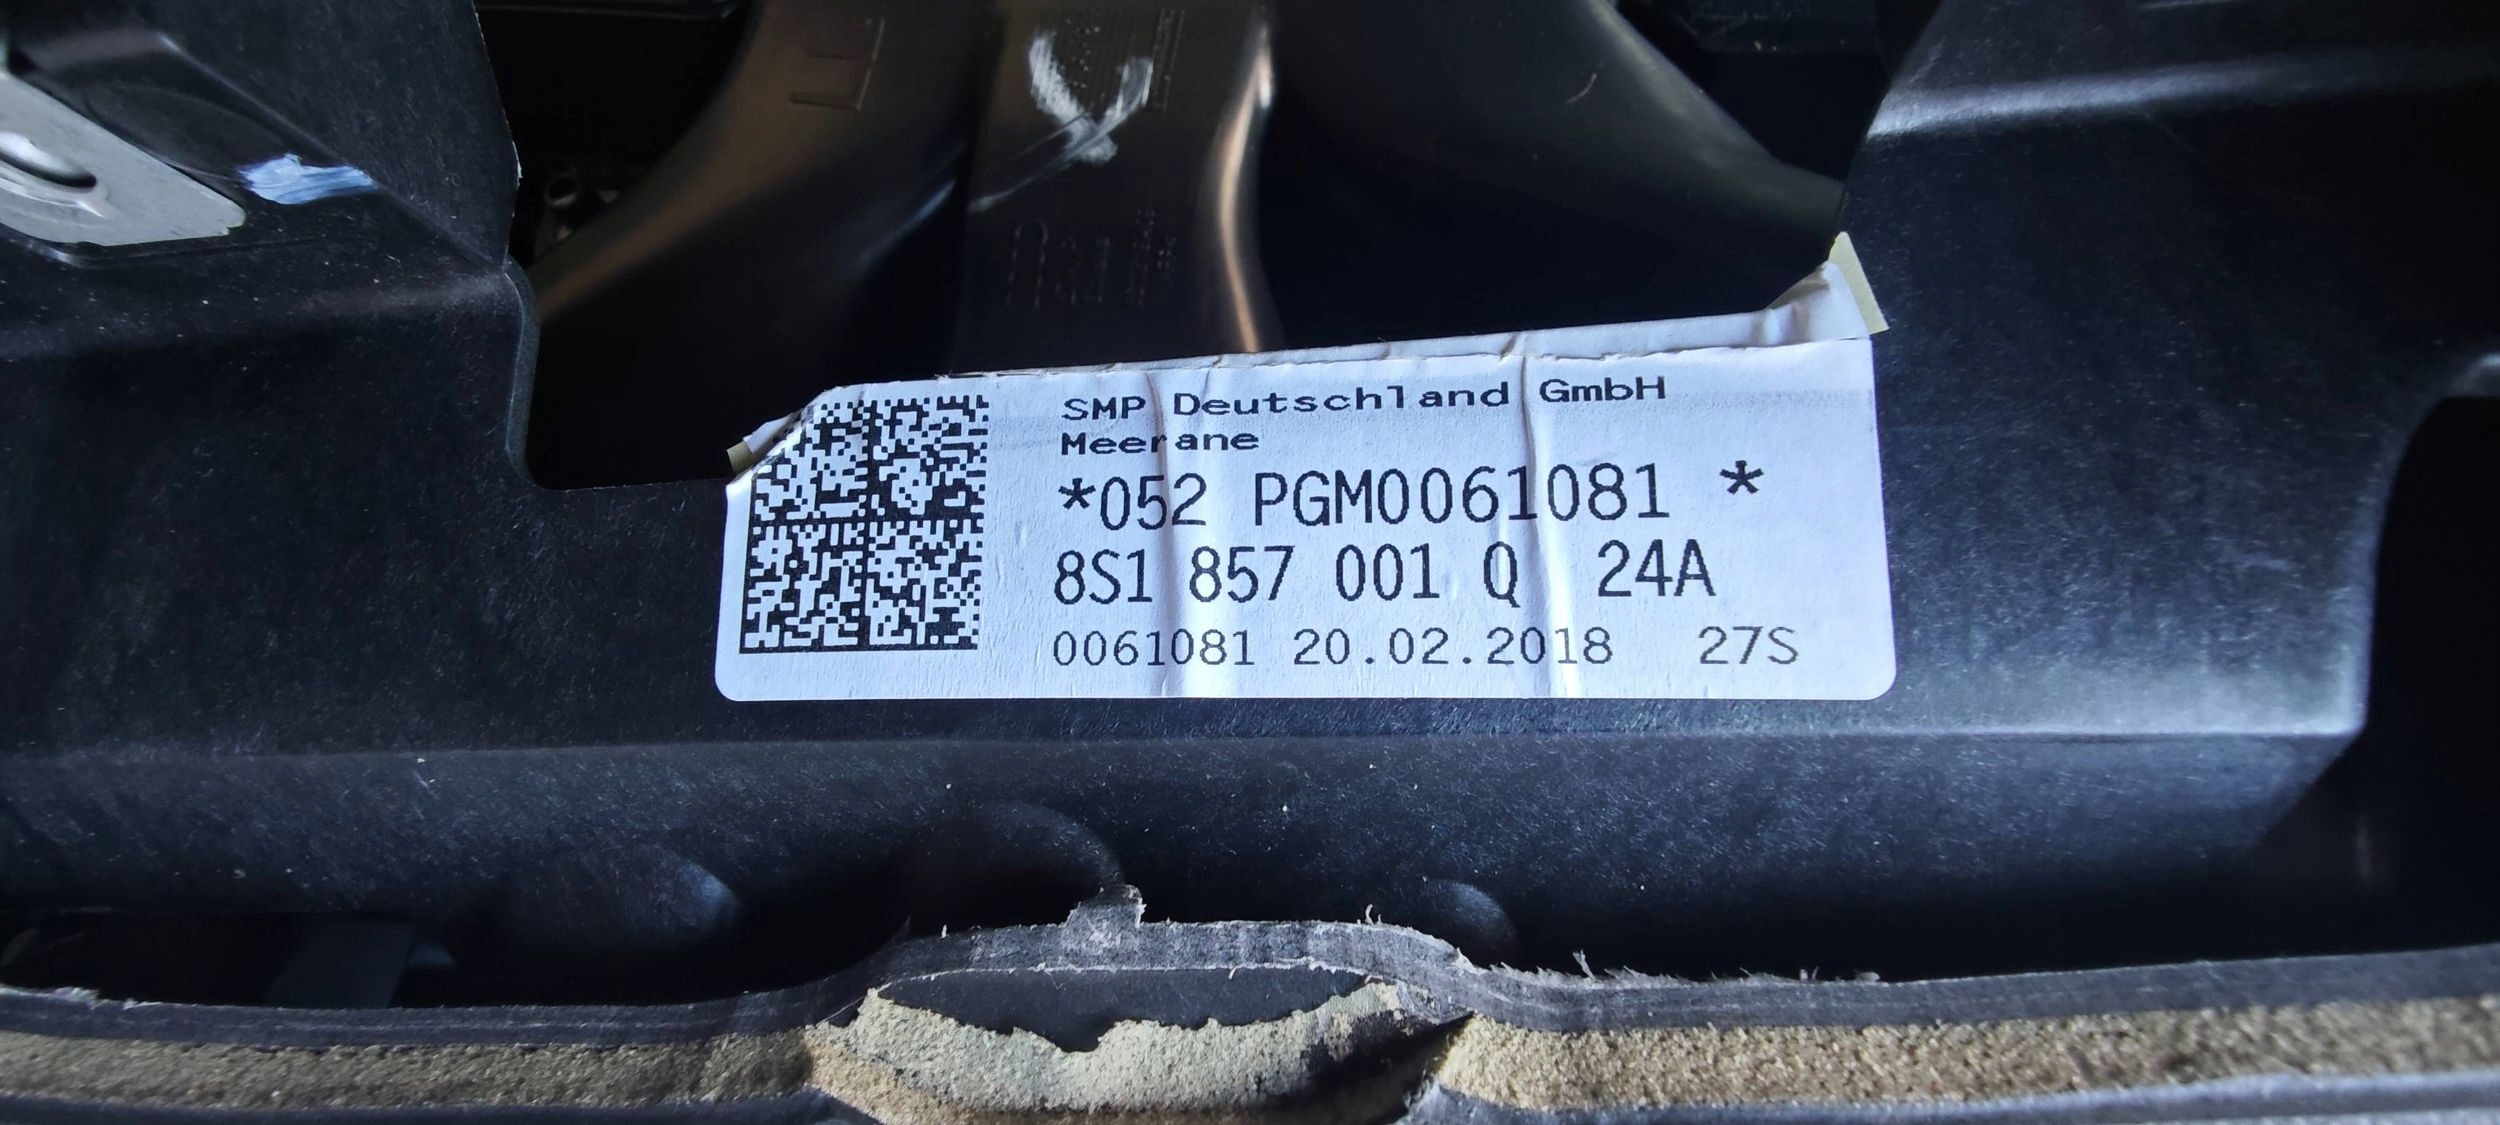 SMP Deutschland GmbH
Meerane
*052 PGM0061081 *
8S1 857 001 Q 24A
0061081 20.02.2018 27S